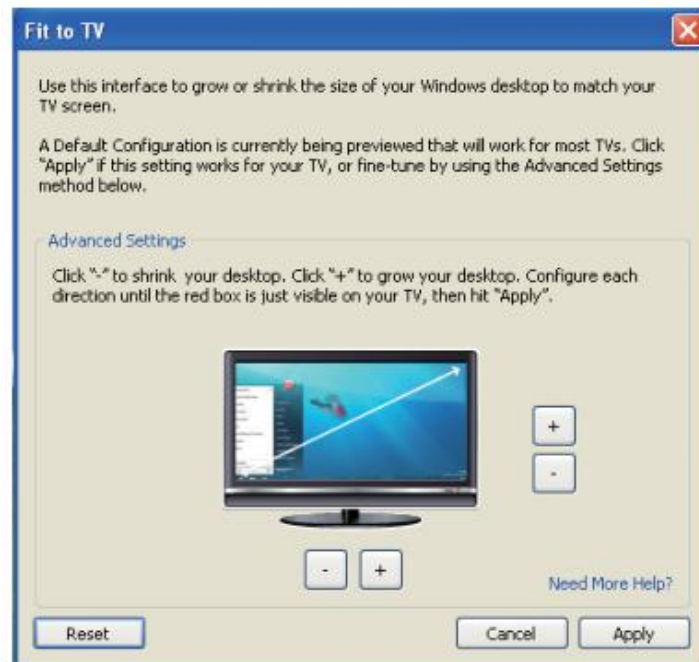 Fit to TV
Use this interface to grow or shrink the size of your Windows desktop to match your
TV screen.
A Default Configuration is currently being previewed that will work for most TVs. Click
"Apply" if this setting works for your TV, or fine-tune by using the Advanced Settings
method below.
Advanced Settings
Click "-" to shrink your desktop. Click "+" to grow your desktop. Configure each
direction until the red box is just visible on your TV, then hit "Apply".
+
-
- +
Need More Help?
Reset Cancel Apply